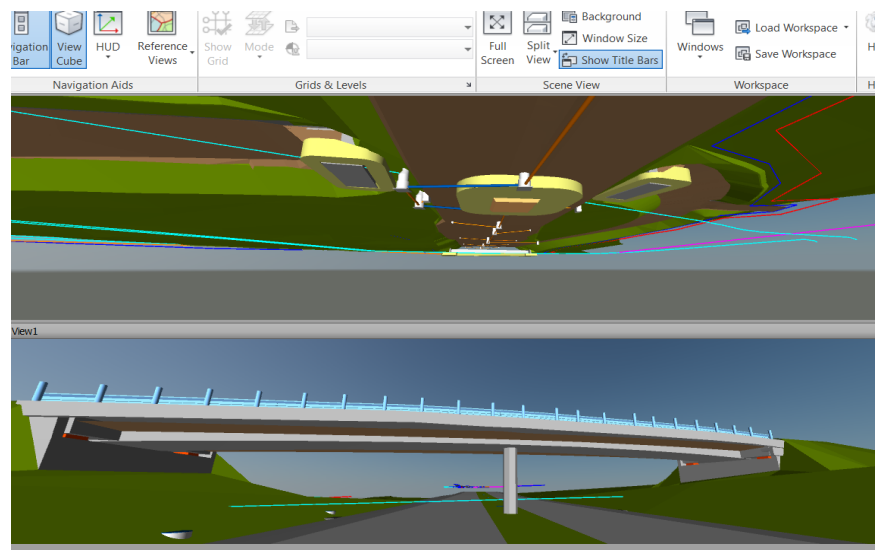 Background
Window Size
Show Title Bars
View
Cube
HUD
Reference
Views
Show
Grid
Mode
Full
Screen
Split
View
Windows
Load Workspace
Save Workspace
Bar
Navigation Aids
Grids & Levels
Scene View
Workspace
View1